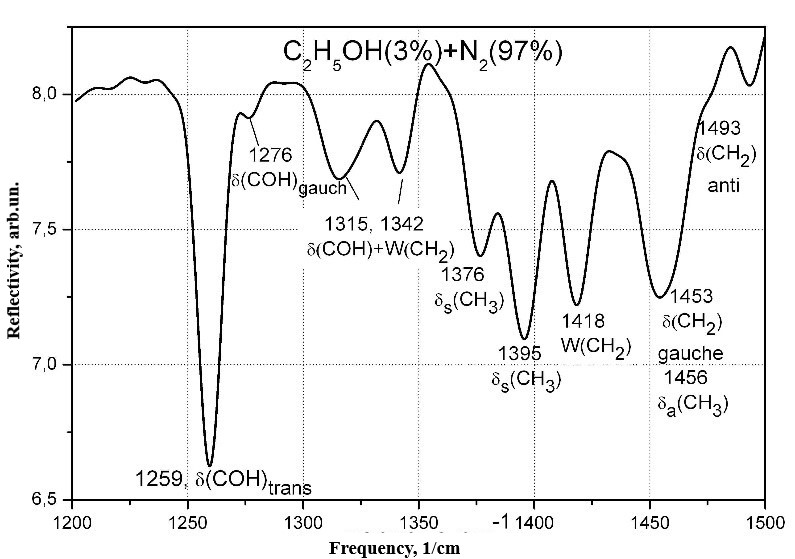 C2H5OH(3%)+N2(97%)
8,0
1276
δ(COH)gauch
1493
δ(CH2)
anti
7,5
1315, 1342
δ(COH)+W(CH2)
1376
δs(CH3)
1453
δ(CH2)
gauche
1456
δa(CH3)
1418
W(CH2)
1395
δs(CH3)
7,0
1259, δ(COH)trans
6,5
1200 1250 1300 1350 -1 1400 1450 1500
Frequency, 1/cm
Reflectivity, arb.un.